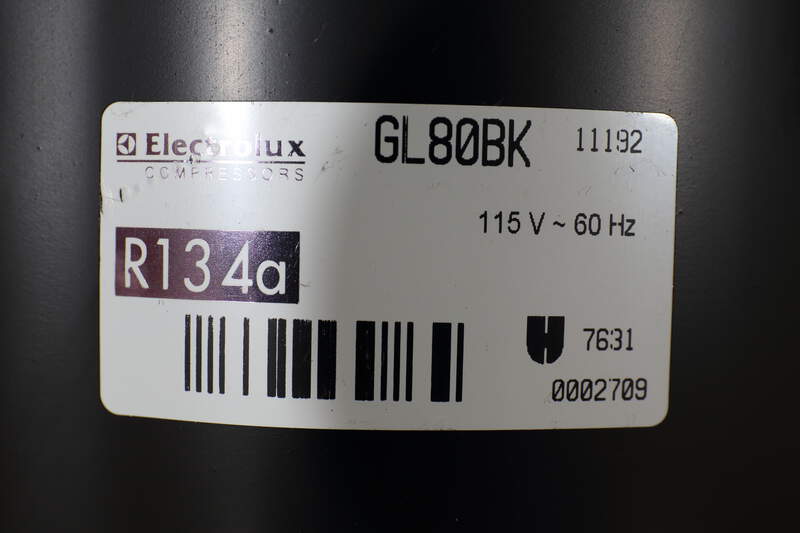 Electrolux
COMPRESSORS
GL80BK 11192
115 V ~ 60 Hz
R134a
7631
0002709